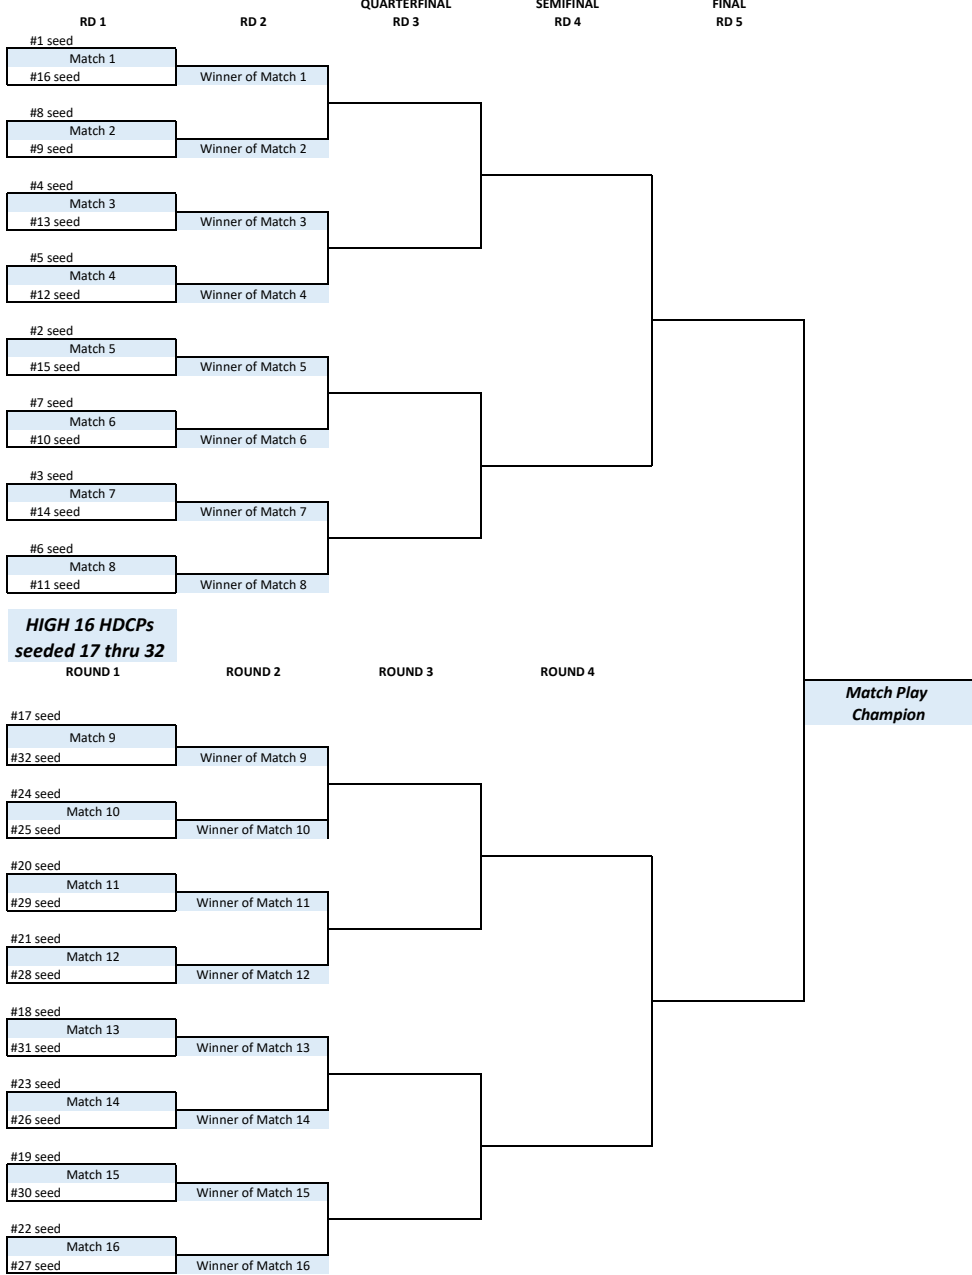 QUARTERFINAL SEMIFINAL FINAL
RD 1 RD 2 RD 3 RD 4 RD 5
#1 seed
Match 1
#16 seed Winner of Match 1
#8 seed
Match 2
#9 seed Winner of Match 2
#4 seed
Match 3
#13 seed Winner of Match 3
#5 seed
Match 4
#12 seed Winner of Match 4
#2 seed
Match 5
#15 seed Winner of Match 5
#7 seed
Match 6
#10 seed Winner of Match 6
#3 seed
Match 7
#14 seed Winner of Match 7
#6 seed
Match 8
#11 seed Winner of Match 8
HIGH 16 HDCPs
seeded 17 thru 32
ROUND 1 ROUND 2 ROUND 3 ROUND 4
Match Play
Champion
#17 seed
Match 9
#32 seed Winner of Match 9
#24 seed
Match 10
#25 seed Winner of Match 10
#20 seed
Match 11
#29 seed Winner of Match 11
#21 seed
Match 12
#28 seed Winner of Match 12
#18 seed
Match 13
#31 seed Winner of Match 13
#23 seed
Match 14
#26 seed Winner of Match 14
#19 seed
Match 15
#30 seed Winner of Match 15
#22 seed
Match 16
#27 seed Winner of Match 16